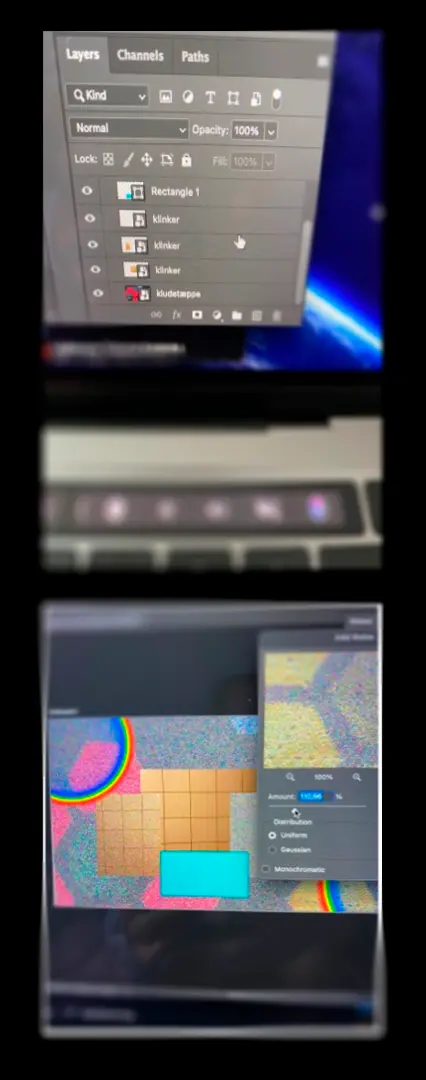 Layers Channels Paths
Kind
Normal Opacity: 100%
Lock: Fill: 100%
Rectangle 1
klinker
klinker
klinker
kludetæppe
fx
100%
Amount: %
Distribution
Uniform
Gaussian
Monochromatic